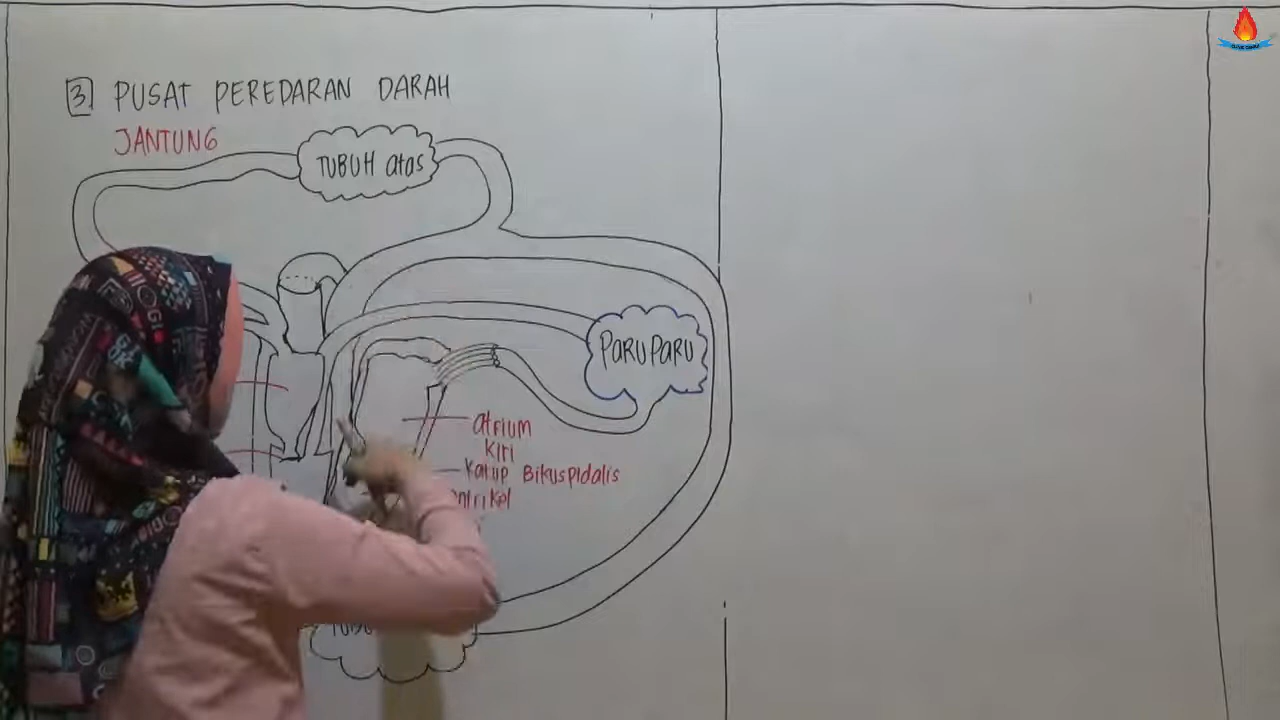 3 PUSAT PEREDARAN DARAH
JANTUNG
TUBUH atas
PARU PARU
atrium
kiri
Katup Bikuspidalis